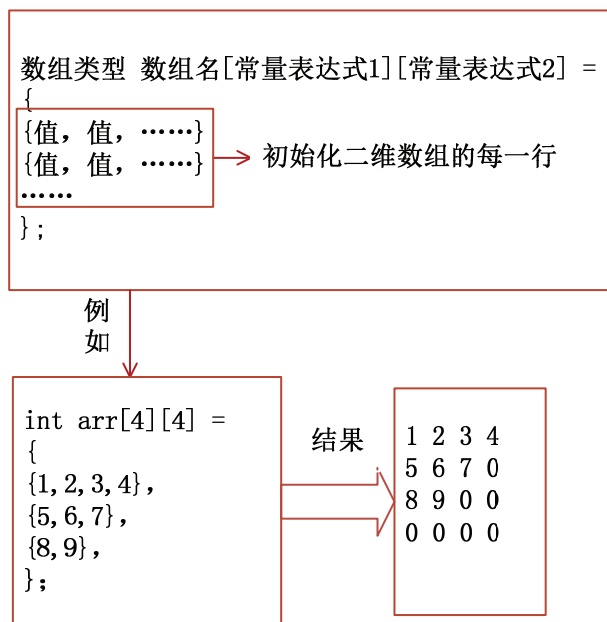 数组类型 数组名[常量表达式1][常量表达式2] =
{
{值，值，……}
{值，值，……}
……
};
初始化二维数组的每一行
例
如
int arr[4][4] =
{
{1,2,3,4},
{5,6,7},
{8,9},
};
结果
1 2 3 4
5 6 7 0
8 9 0 0
0 0 0 0